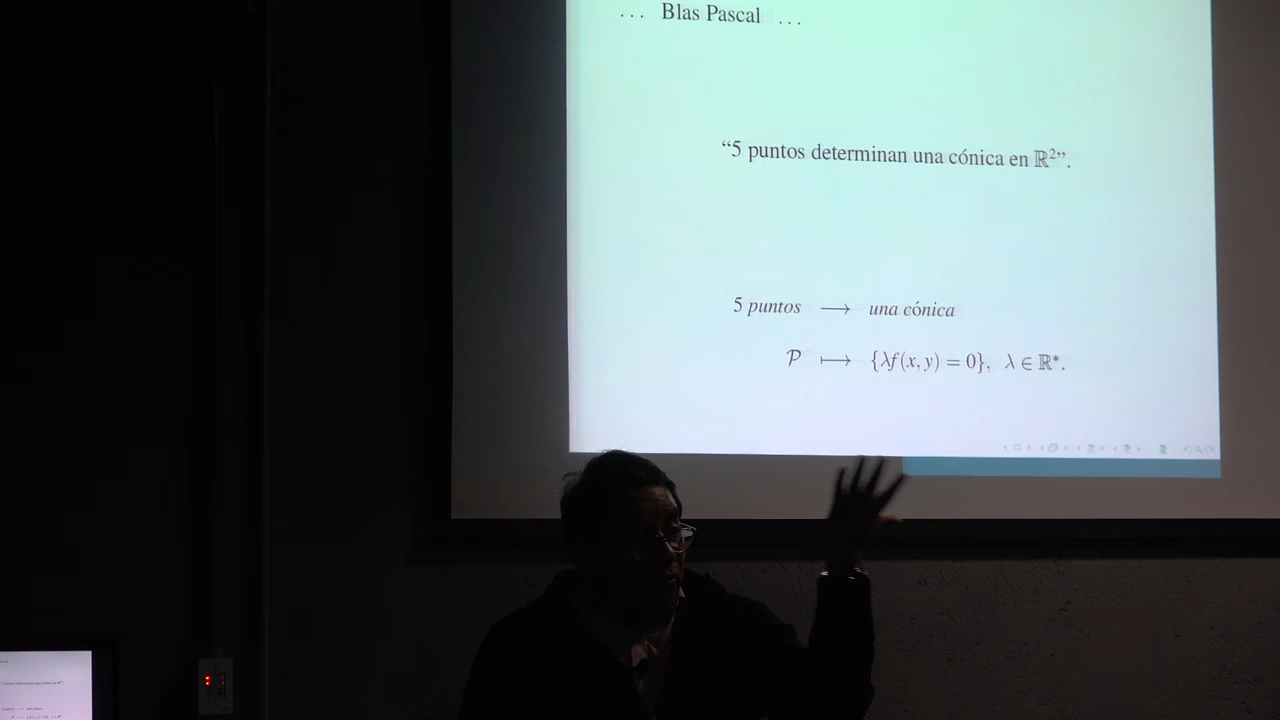 ... Blas Pascal ...
“5 puntos determinan una cónica en ℝ²”.
5 puntos ⟶ una cónica
𝒫 ⟼ {λf(x, y) = 0}, λ ∈ ℝ*.